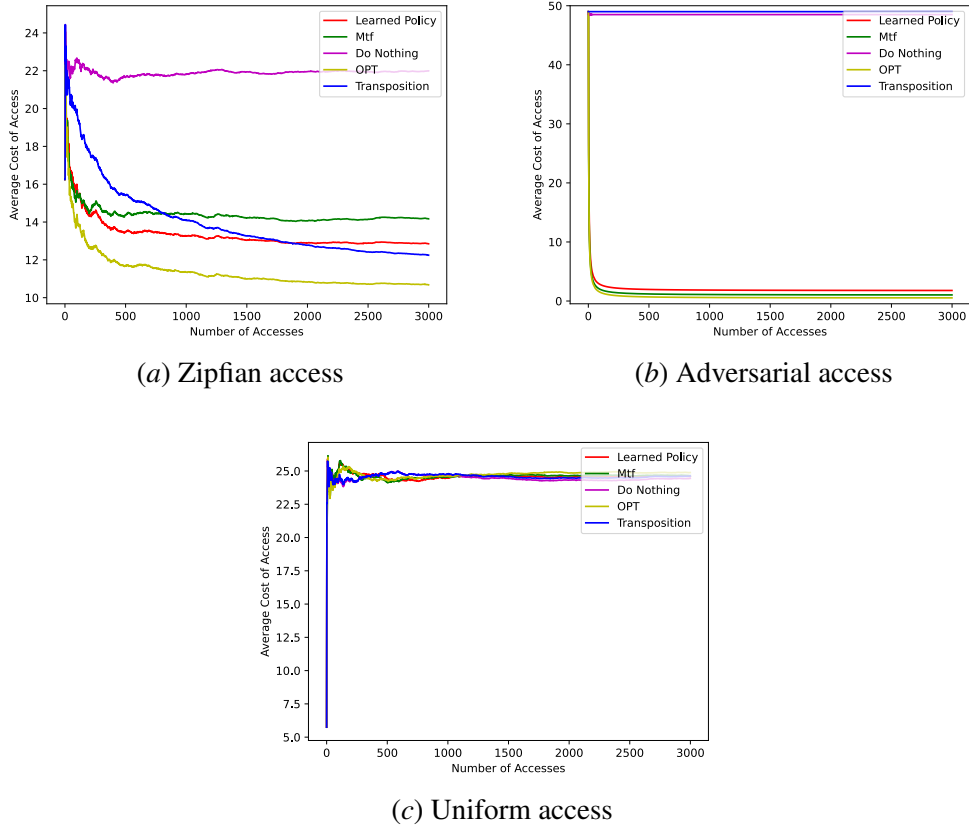 Learned Policy
Mtf
Do Nothing
OPT
Transposition
24
22
20
18
16
14
12
10
Average Cost of Access
0 500 1000 1500 2000 2500 3000
Number of Accesses
(a) Zipfian access
Learned Policy
Mtf
Do Nothing
OPT
Transposition
50
40
30
20
10
0
Average Cost of Access
0 500 1000 1500 2000 2500 3000
Number of Accesses
(b) Adversarial access
Learned Policy
Mtf
Do Nothing
OPT
Transposition
25.0
22.5
20.0
17.5
15.0
12.5
10.0
7.5
5.0
Average Cost of Access
0 500 1000 1500 2000 2500 3000
Number of Accesses
(c) Uniform access